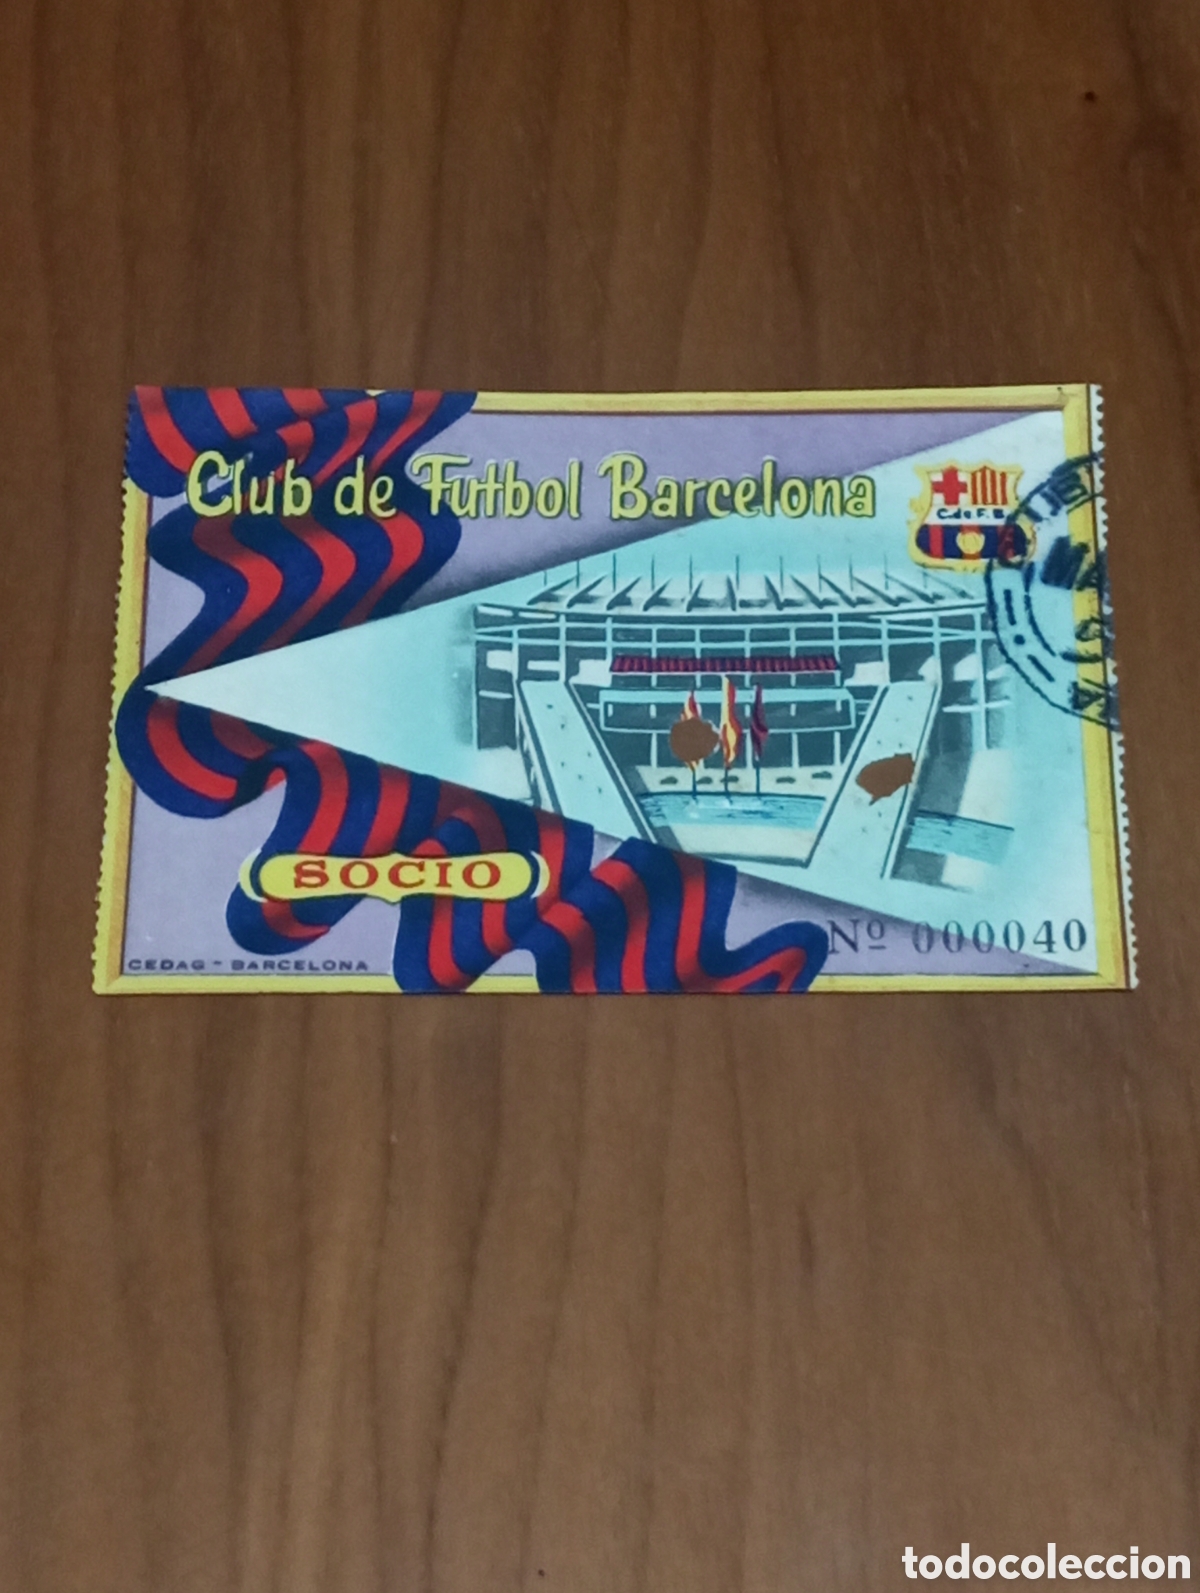 Club de Futbol Barcelona
C. de F. B.
SOCIO
Nº 000040
CEDAG - BARCELONA
todocoleccion